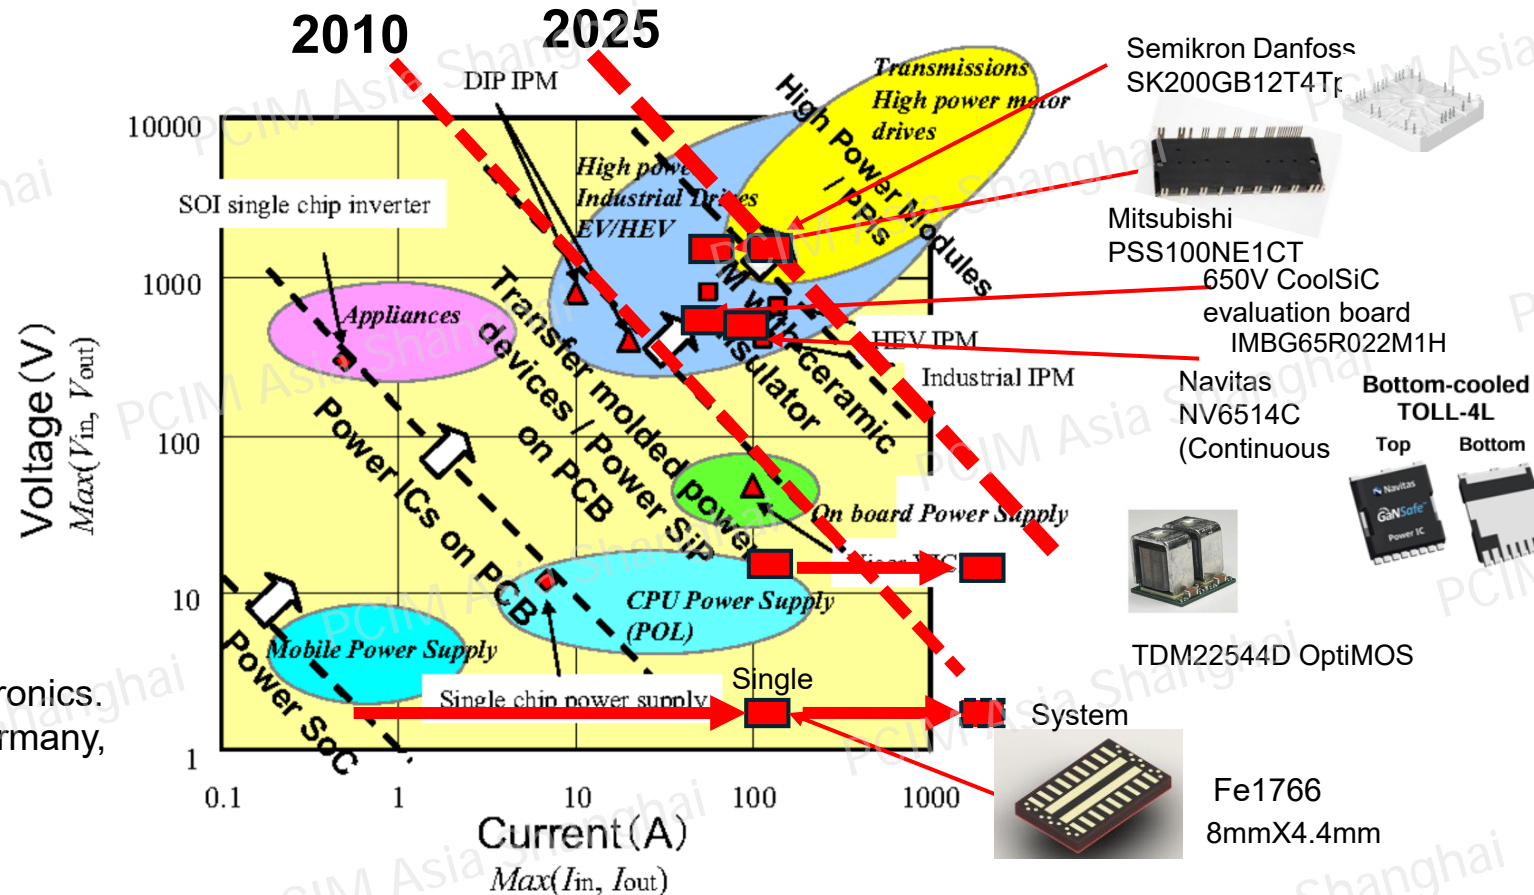 2010
2025
DIP IPM
Transmissions
High power motor
drives
Semikron Danfoss
SK200GB12T4Tp
10000
High Power Modules
/ PPIs
High power
Industrial Drives
EV/HEV
SOI single chip inverter
Mitsubishi
PSS100NE1CT
1000
650V CoolSiC
evaluation board
IMBG65R022M1H
Appliances
Transfer molded power
devices / Power SiP
on PCB
M with ceramic
insulator
HEV IPM
Industrial IPM
Navitas
NV6514C
(Continuous
Bottom-cooled
TOLL-4L
Top
Bottom
Navitas
GaNSafe™
Power IC
Voltage(V)
Max(Vin, Vout)
100
Power ICs on PCB
On board Power Supply
10
CPU Power Supply
(POL)
Mobile Power Supply
Power SoC
TDM22544D OptiMOS
Single
Single chip power supply
System
ronics.
rmany,
1
0.1
1
10
100
1000
Fe1766
8mmX4.4mm
Current(A)
Max(Iin, Iout)
PCIM Asia Shanghai